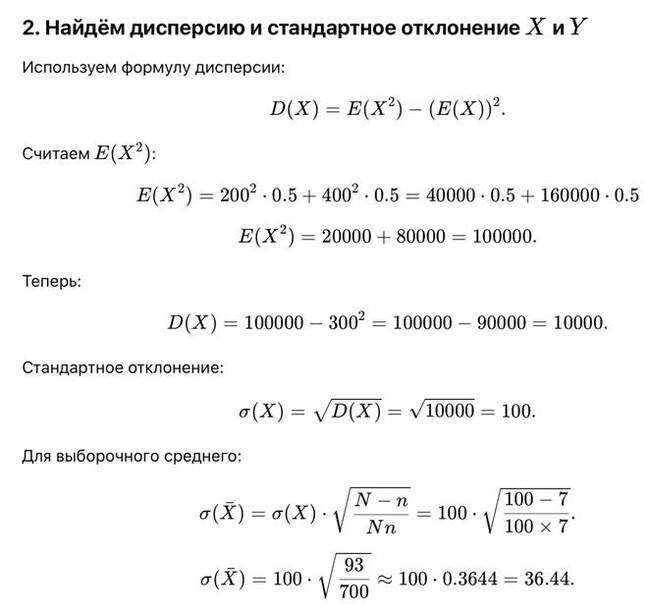 2. Найдём дисперсию и стандартное отклонение X и Y
Используем формулу дисперсии:
D(X) = E(X²) − (E(X))².
Считаем E(X²):
E(X²) = 200² · 0.5 + 400² · 0.5 = 40000 · 0.5 + 160000 · 0.5
E(X²) = 20000 + 80000 = 100000.
Теперь:
D(X) = 100000 − 300² = 100000 − 90000 = 10000.
Стандартное отклонение:
σ(X) = √D(X) = √10000 = 100.
Для выборочного среднего:
σ(X̄) = σ(X) · √((N − n)/(Nn)) = 100 · √((100 − 7)/(100 × 7)).
σ(X̄) = 100 · √(93/700) ≈ 100 · 0.3644 = 36.44.